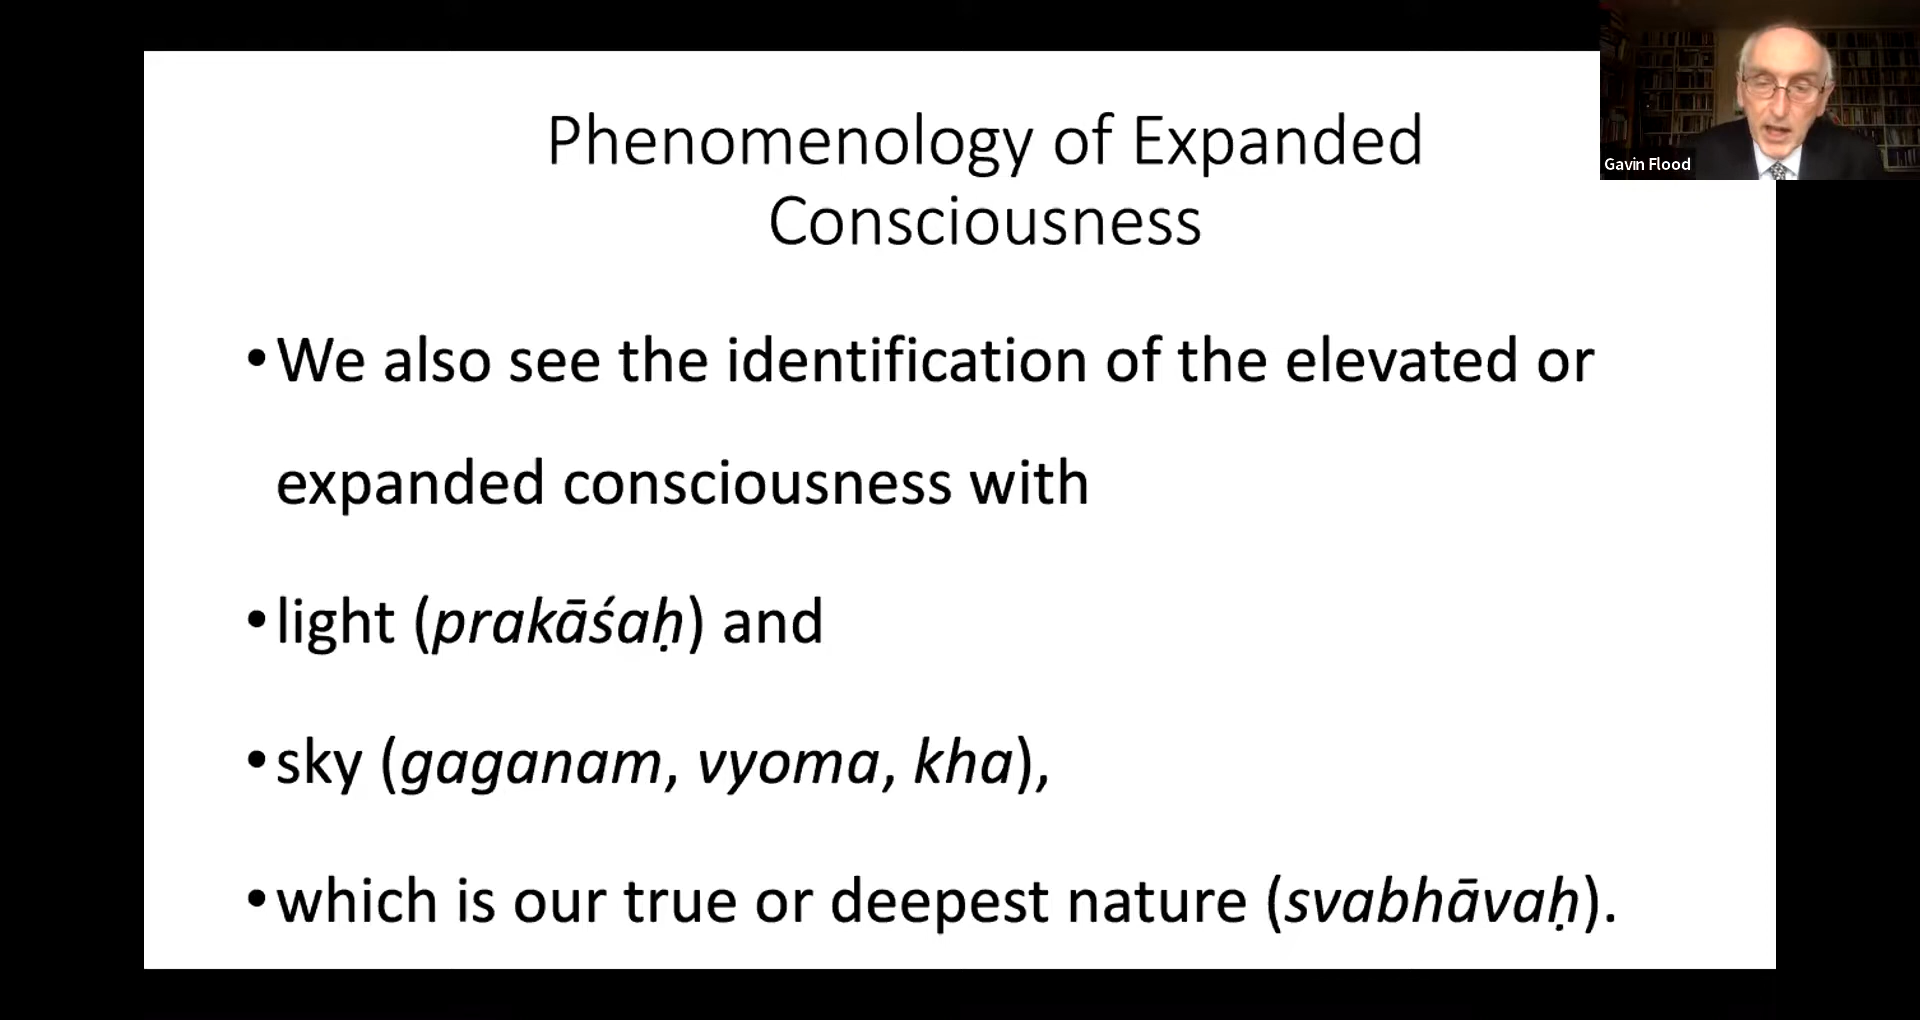 Phenomenology of Expanded
Consciousness
•We also see the identification of the elevated or
expanded consciousness with
•light (prakāśaḥ) and
•sky (gaganam, vyoma, kha),
•which is our true or deepest nature (svabhāvaḥ).
Gavin Flood